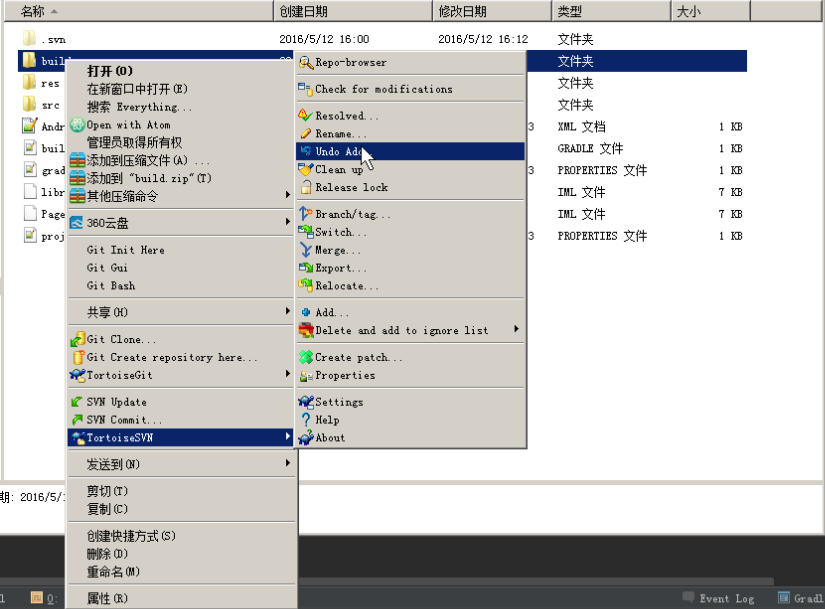 名称 创建日期 修改日期 类型 大小
.svn 2016/5/12 16:00 2016/5/12 16:12 文件夹
文件夹
res 文件夹
src 文件夹
XML 文档 1 KB
GRADLE 文件 1 KB
PROPERTIES 文件 1 KB
IML 文件 7 KB
IML 文件 7 KB
PROPERTIES 文件 1 KB
打开(O)
在新窗口中打开(E)
搜索 Everything...
Open with Atom
管理员取得所有权
添加到压缩文件(A) ...
添加到 "build.zip"(T)
其他压缩命令
360云盘
Git Init Here
Git Gui
Git Bash
共享(H)
Git Clone...
Git Create repository here...
TortoiseGit
SVN Update
SVN Commit...
TortoiseSVN
发送到(N)
剪切(T)
复制(C)
创建快捷方式(S)
删除(D)
重命名(M)
属性(R)
Repo-browser
Check for modifications
Resolved...
Rename...
Undo Add
Clean up
Release lock
Branch/tag...
Switch...
Merge...
Export...
Relocate...
Add...
Delete and add to ignore list
Create patch...
Properties
Settings
Help
About
期: 2016/5/1
Event Log Gradl